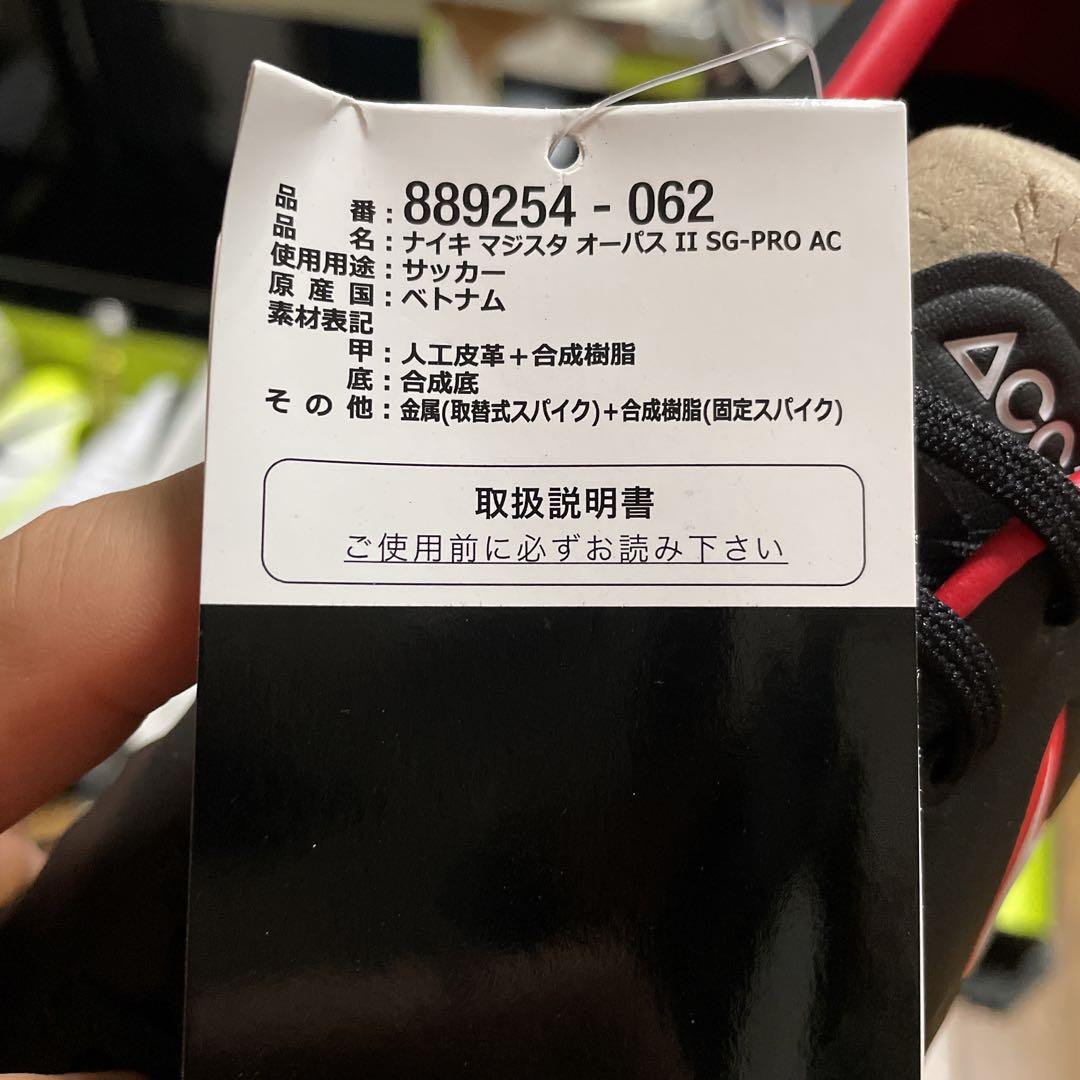 品番：889254 - 062
品名：ナイキ マジスタ オーパス II SG-PRO AC
使用用途：サッカー
原産国：ベトナム
素材表記
甲：人工皮革＋合成樹脂
底：合成底
その他：金属(取替式スパイク)＋合成樹脂(固定スパイク)
取扱説明書
ご使用前に必ずお読み下さい